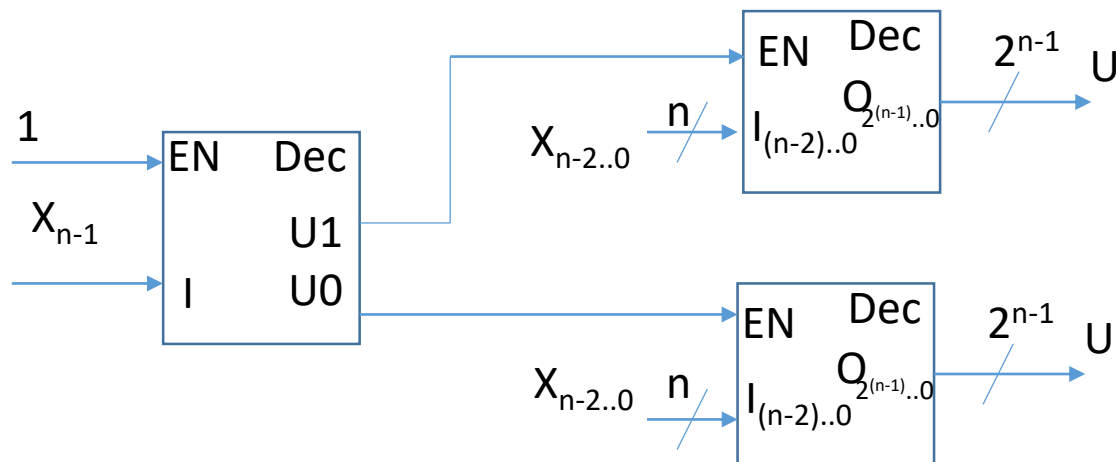 1
EN Dec
X_{n-1}
U1
I U0
EN Dec
n
X_{n-2..0}
I_{(n-2)..0}
Q_{2^{(n-1)}..0}
2^{n-1}
U
EN Dec
n
X_{n-2..0}
I_{(n-2)..0}
Q_{2^{(n-1)}..0}
2^{n-1}
U